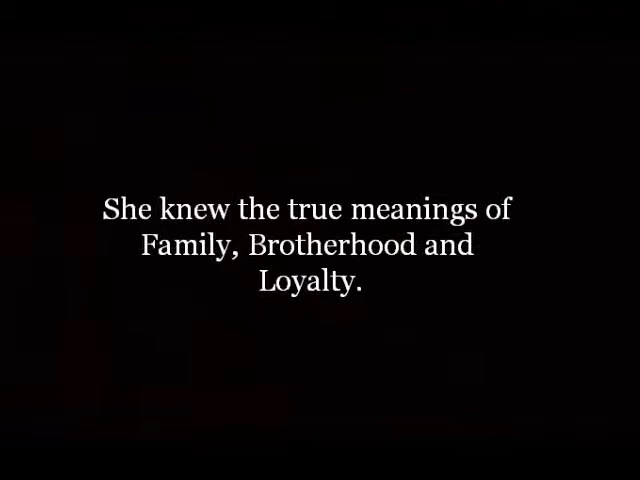 She knew the true meanings of
Family, Brotherhood and
Loyalty.